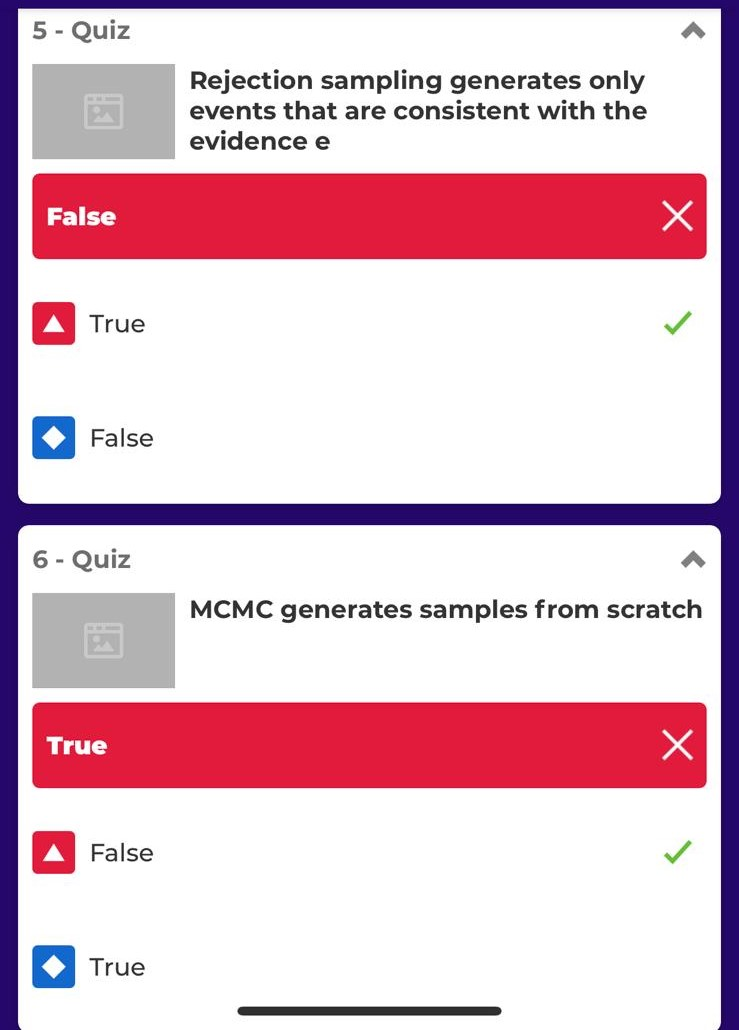 5 - Quiz
Rejection sampling generates only
events that are consistent with the
evidence e
False
True
False
6 - Quiz
MCMC generates samples from scratch
True
False
True